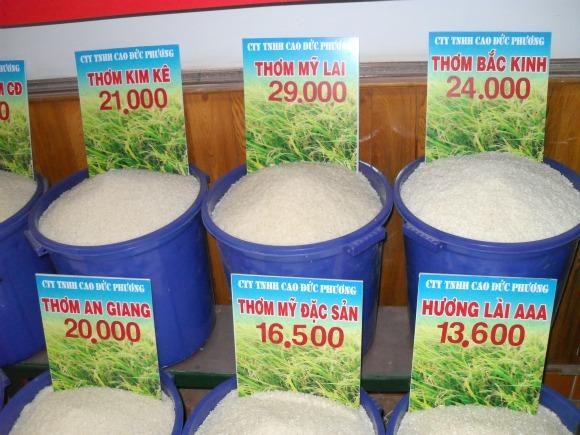 M CĐ
0
CTY TNHH CAO ĐỨC PHƯƠNG
THƠM KIM KÊ
21.000
CTY TNHH CAO ĐỨC PHƯƠNG
THƠM MỸ LAI
29.000
CTY TNHH CAO ĐỨC PHƯƠNG
THƠM BẮC KINH
24.000
CTY TNHH CAO ĐỨC PHƯƠNG
THƠM AN GIANG
20.000
CTY TNHH CAO ĐỨC PHƯƠNG
THƠM MỸ ĐẶC SẢN
16.500
CTY TNHH CAO ĐỨC PHƯƠNG
HƯƠNG LÀI AAA
13.600